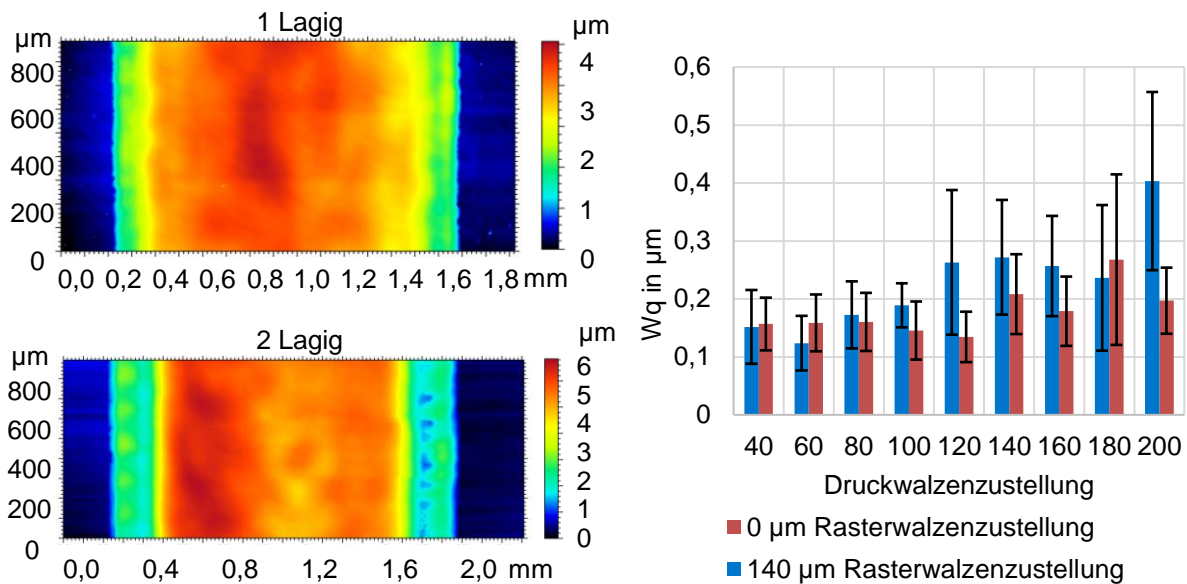 1 Lagig
µm
800
600
400
200
0
0,0 0,2 0,4 0,6 0,8 1,0 1,2 1,4 1,6 1,8 mm
µm
4
3
2
1
0
2 Lagig
µm
800
600
400
200
0
0,0 0,4 0,8 1,2 1,6 2,0 mm
µm
6
5
4
3
2
1
0
Wq in µm
0,6
0,5
0,4
0,3
0,2
0,1
0
40 60 80 100 120 140 160 180 200
Druckwalzenzustellung
0 µm Rasterwalzenzustellung
140 µm Rasterwalzenzustellung